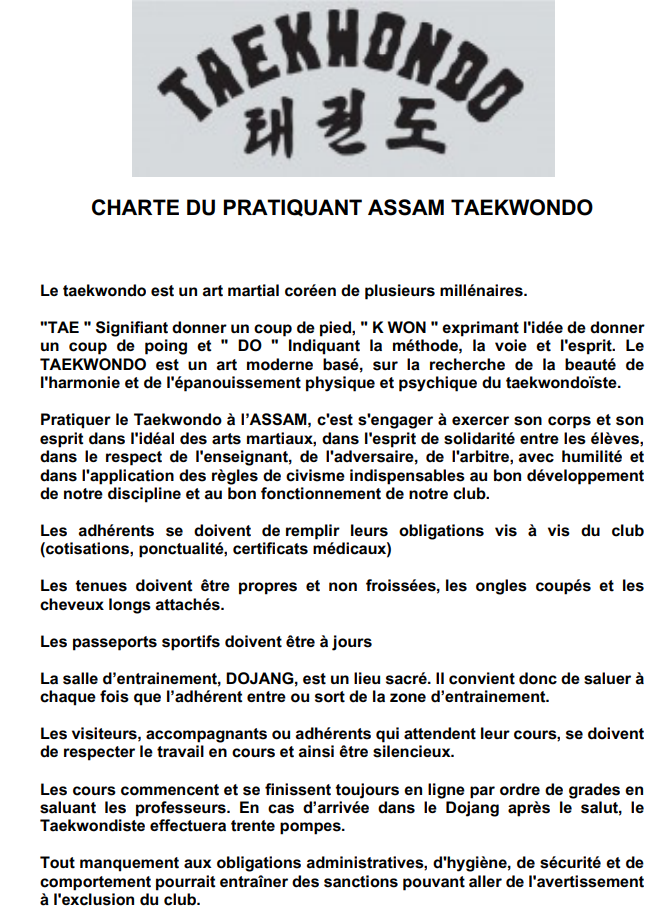 TAEKWONDO
태권도
CHARTE DU PRATIQUANT ASSAM TAEKWONDO
Le taekwondo est un art martial coréen de plusieurs millénaires.
"TAE " Signifiant donner un coup de pied, " K WON " exprimant l'idée de donner
un coup de poing et " DO " Indiquant la méthode, la voie et l'esprit. Le
TAEKWONDO est un art moderne basé, sur la recherche de la beauté de
l'harmonie et de l'épanouissement physique et psychique du taekwondoïste.
Pratiquer le Taekwondo à l’ASSAM, c'est s'engager à exercer son corps et son
esprit dans l'idéal des arts martiaux, dans l'esprit de solidarité entre les élèves,
dans le respect de l'enseignant, de l'adversaire, de l'arbitre, avec humilité et
dans l'application des règles de civisme indispensables au bon développement
de notre discipline et au bon fonctionnement de notre club.
Les adhérents se doivent de remplir leurs obligations vis à vis du club
(cotisations, ponctualité, certificats médicaux)
Les tenues doivent être propres et non froissées, les ongles coupés et les
cheveux longs attachés.
Les passeports sportifs doivent être à jours
La salle d’entrainement, DOJANG, est un lieu sacré. Il convient donc de saluer à
chaque fois que l’adhérent entre ou sort de la zone d’entrainement.
Les visiteurs, accompagnants ou adhérents qui attendent leur cours, se doivent
de respecter le travail en cours et ainsi être silencieux.
Les cours commencent et se finissent toujours en ligne par ordre de grades en
saluant les professeurs. En cas d’arrivée dans le Dojang après le salut, le
Taekwondiste effectuera trente pompes.
Tout manquement aux obligations administratives, d'hygiène, de sécurité et de
comportement pourrait entraîner des sanctions pouvant aller de l'avertissement
à l'exclusion du club.